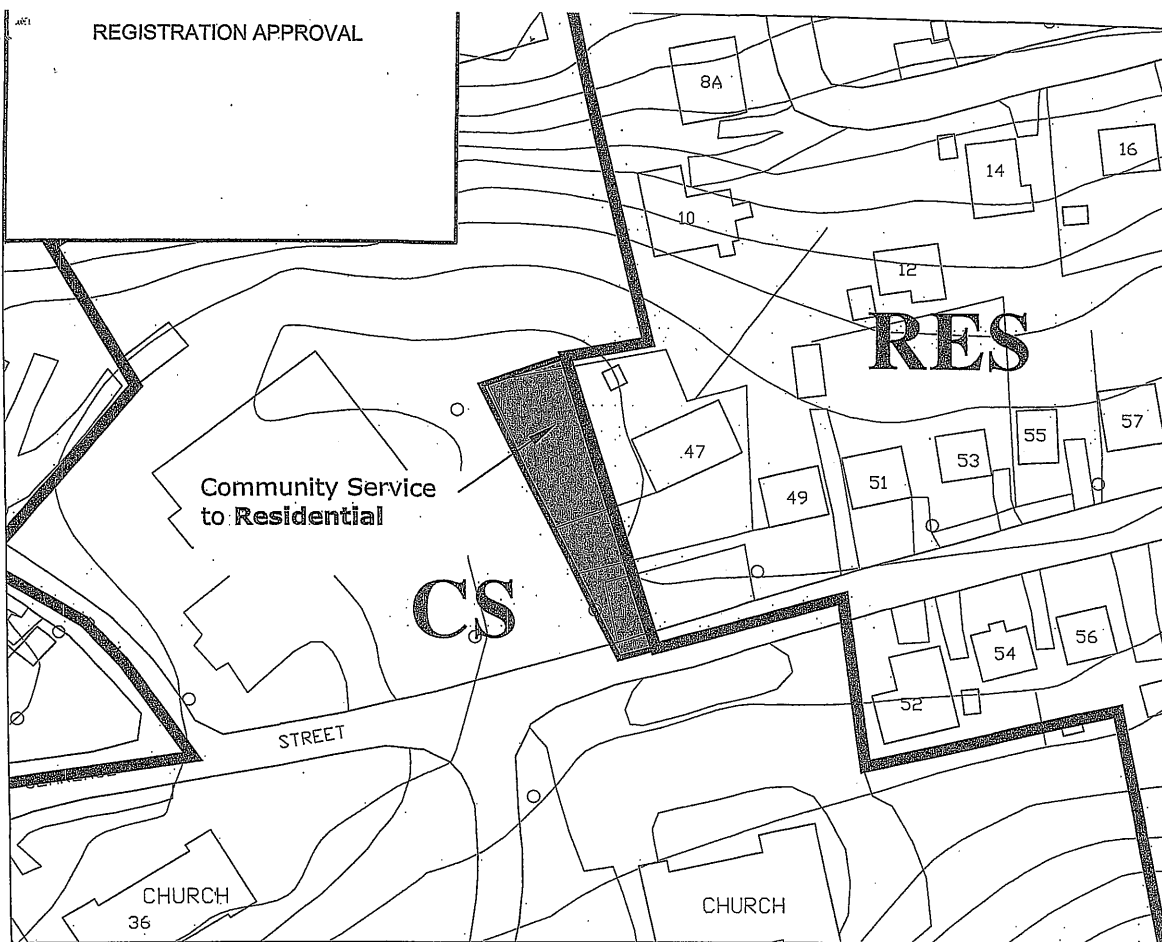 REGISTRATION APPROVAL
8A
16
14
10
12
RES
57
55
53
47
51
49
Community Service
to Residential
CS
56
54
52
STREET
CHURCH
36
CHURCH